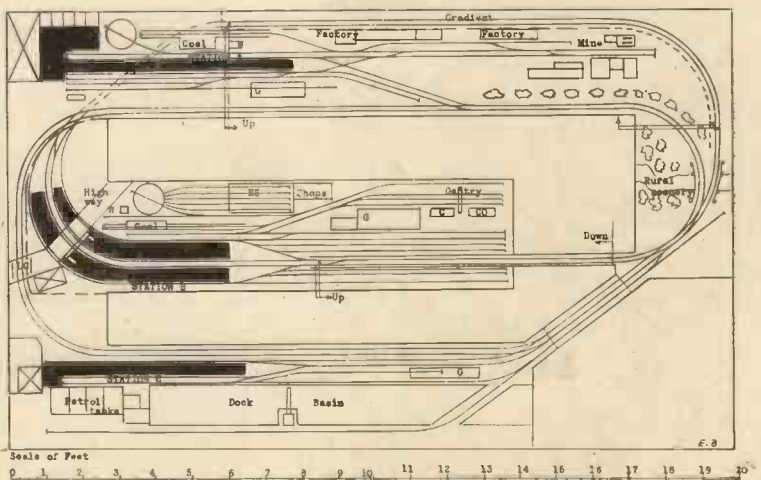 Gradient
Factory
Factory
Coal
W
Mine
G
Up
Rural
scenery
High
way
ES
Chops
Gantry
W
Coal
G
C
CO
Down
STATION B
Up
STATION C
G
Petrol
tanks
Dock
Basin
E.B
Scale of Feet
0 1 2 3 4 5 6 7 8 9 10 11 12 13 14 15 16 17 18 19 20